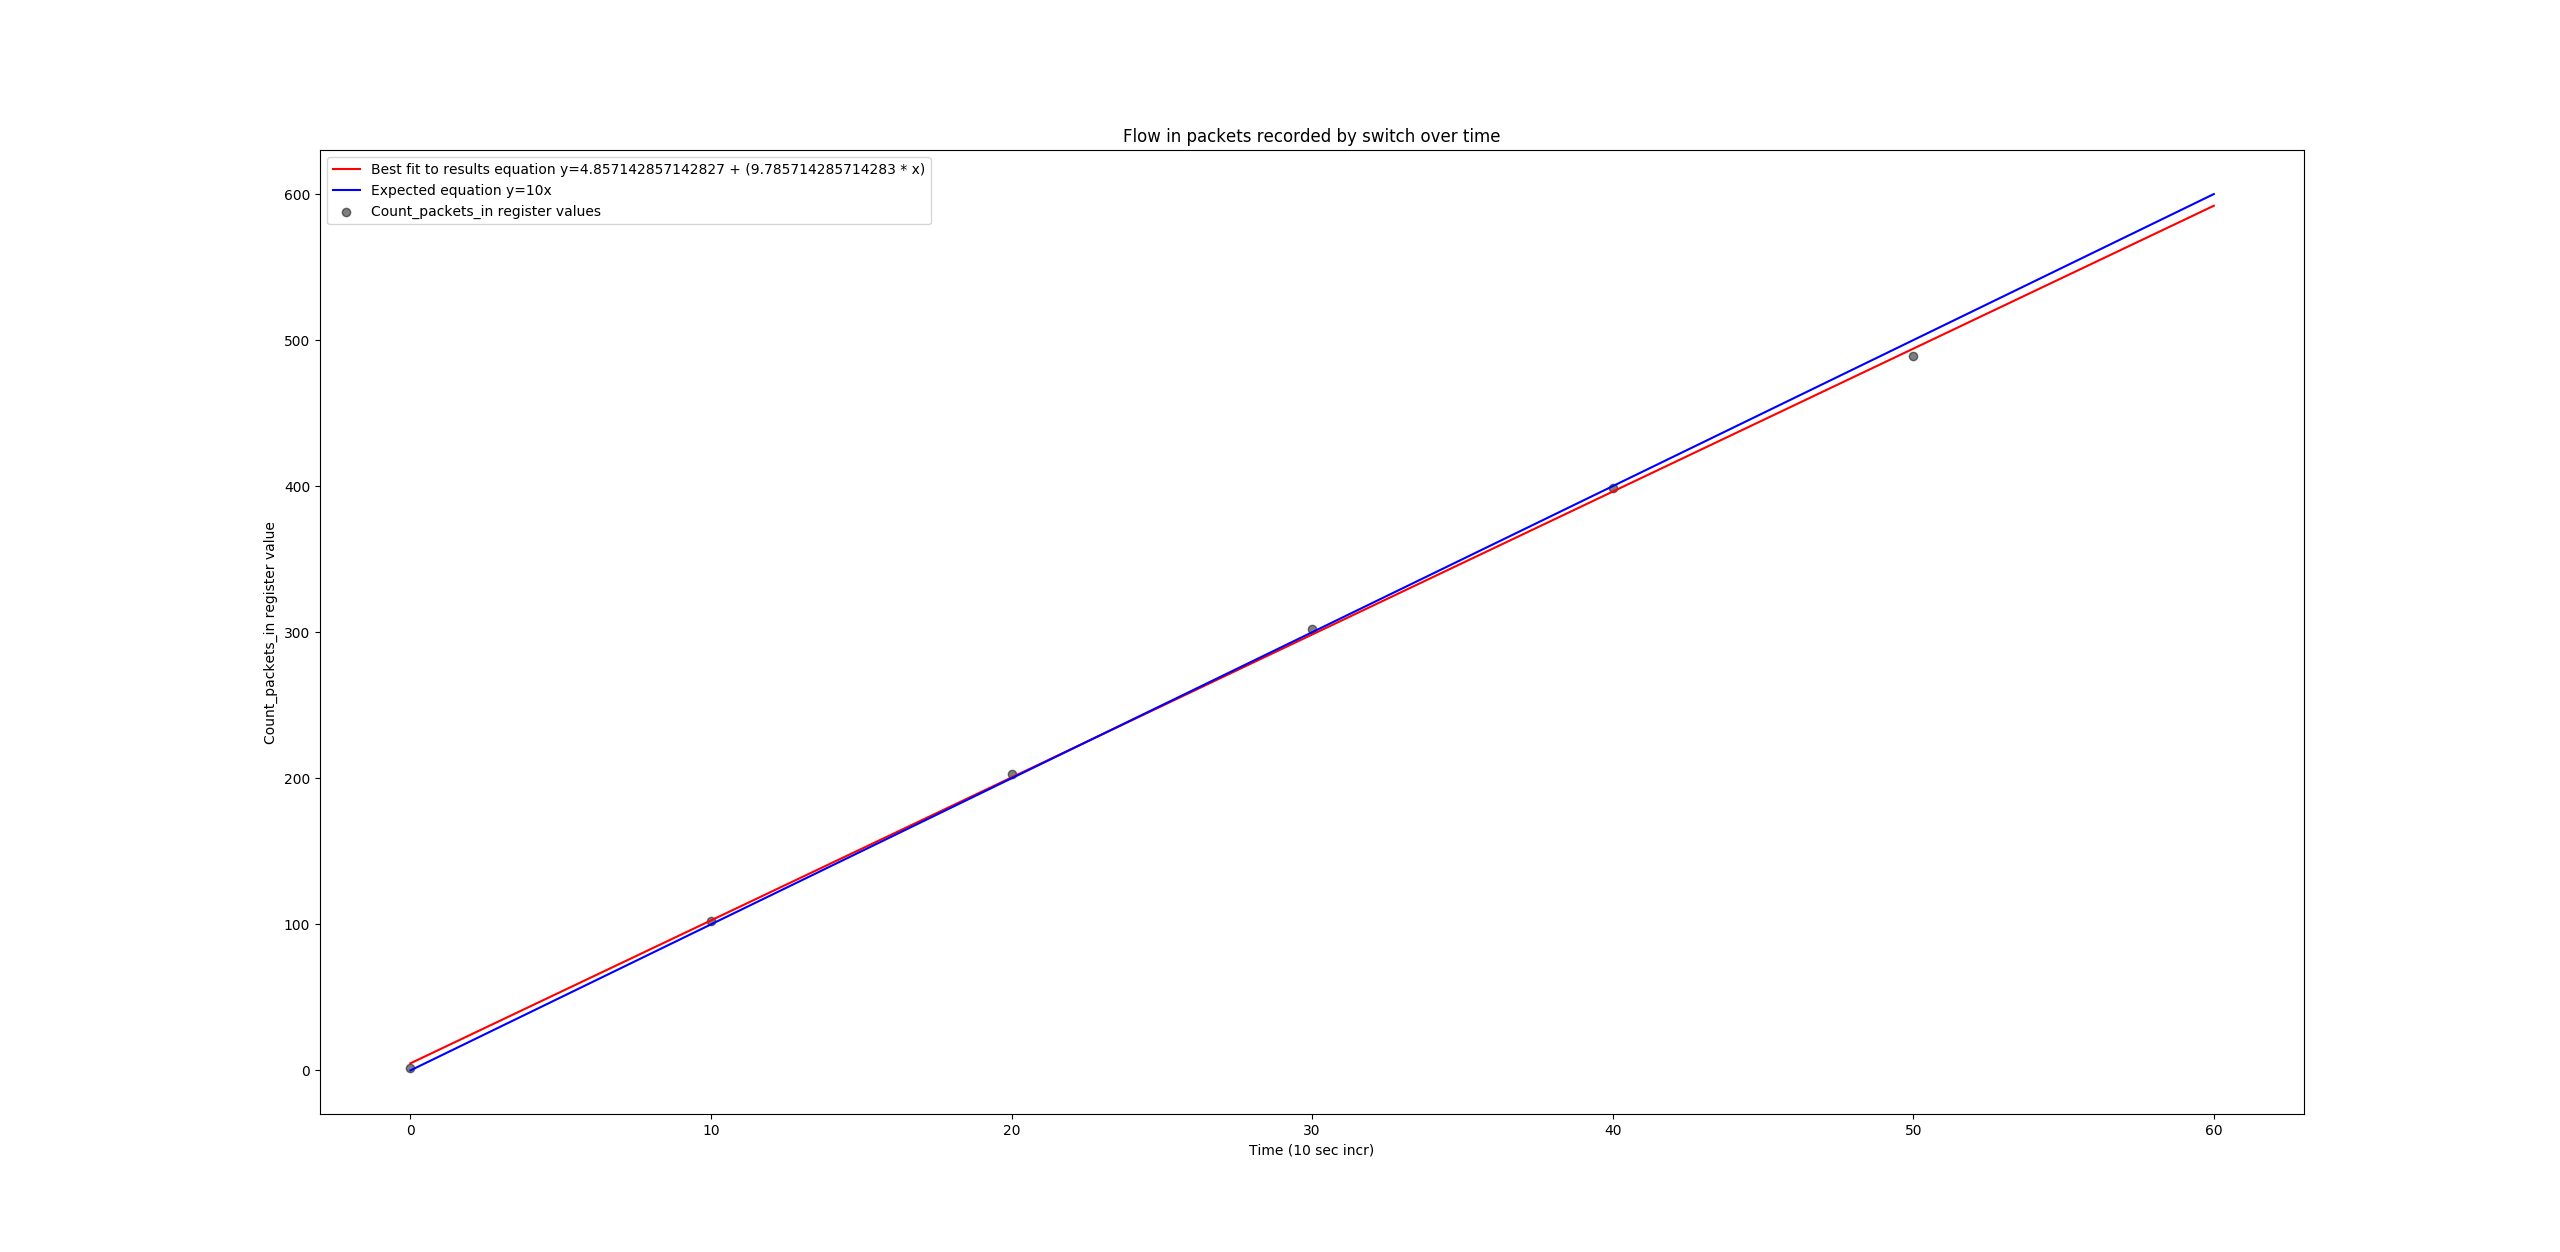 Flow in packets recorded by switch over time
Best fit to results equation y=4.857142857142827 + (9.785714285714283 * x)
Expected equation y=10x
Count_packets_in register values
600
500
400
300
200
100
0
Count_packets_in register value
0 10 20 30 40 50 60
Time (10 sec incr)